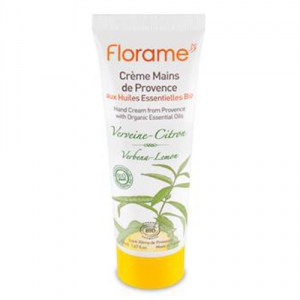 Florame
Crème Mains
de Provence
aux Huiles Essentielles Bio
Hand Cream from Provence
with Organic Essential Oils
Verveine-Citron
Verbena-Lemon
BIO